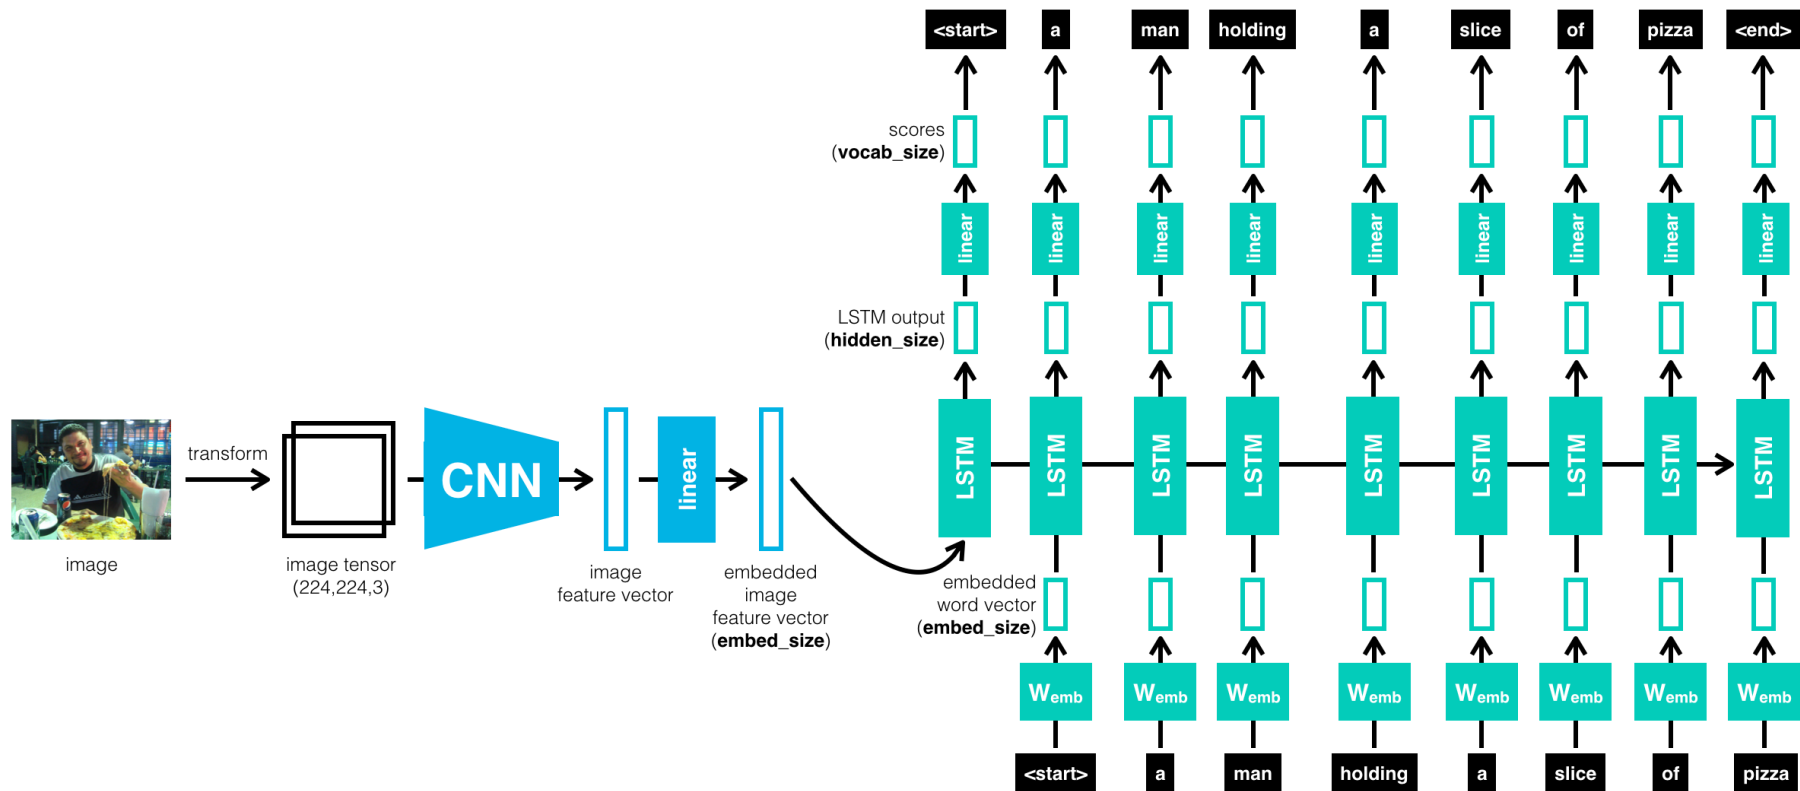 <start> a man holding a slice of pizza <end>
scores
(vocab_size)
linear linear linear linear linear linear linear linear linear
LSTM output
(hidden_size)
LSTM LSTM LSTM LSTM LSTM LSTM LSTM LSTM LSTM
transform
CNN
linear
image
image tensor
(224,224,3)
image
feature vector
embedded
image
feature vector
(embed_size)
embedded
word vector
(embed_size)
Wemb Wemb Wemb Wemb Wemb Wemb Wemb Wemb
<start> a man holding a slice of pizza